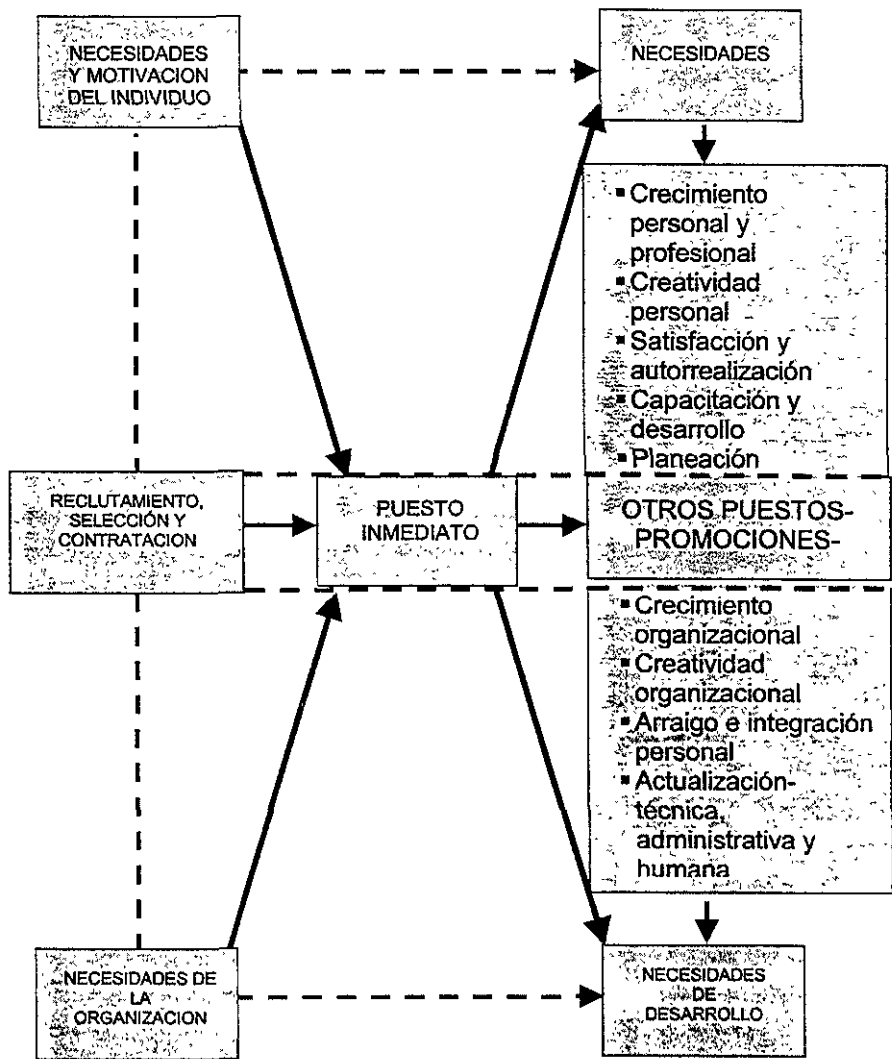 NECESIDADES
Y MOTIVACION
DEL INDIVIDUO
NECESIDADES
▪Crecimiento
personal y
profesional
▪Creatividad
personal
▪Satisfacción y
autorrealización
▪Capacitación y
desarrollo
▪Planeación
RECLUTAMIENTO,
SELECCIÓN Y
CONTRATACION
PUESTO
INMEDIATO
OTROS PUESTOS-
PROMOCIONES-
▪Crecimiento
organizacional
▪Creatividad
organizacional
▪Arraigo e integración
personal
▪Actualización-
técnica,
administrativa y
humana
NECESIDADES DE
LA
ORGANIZACION
NECESIDADES
DE
DESARROLLO